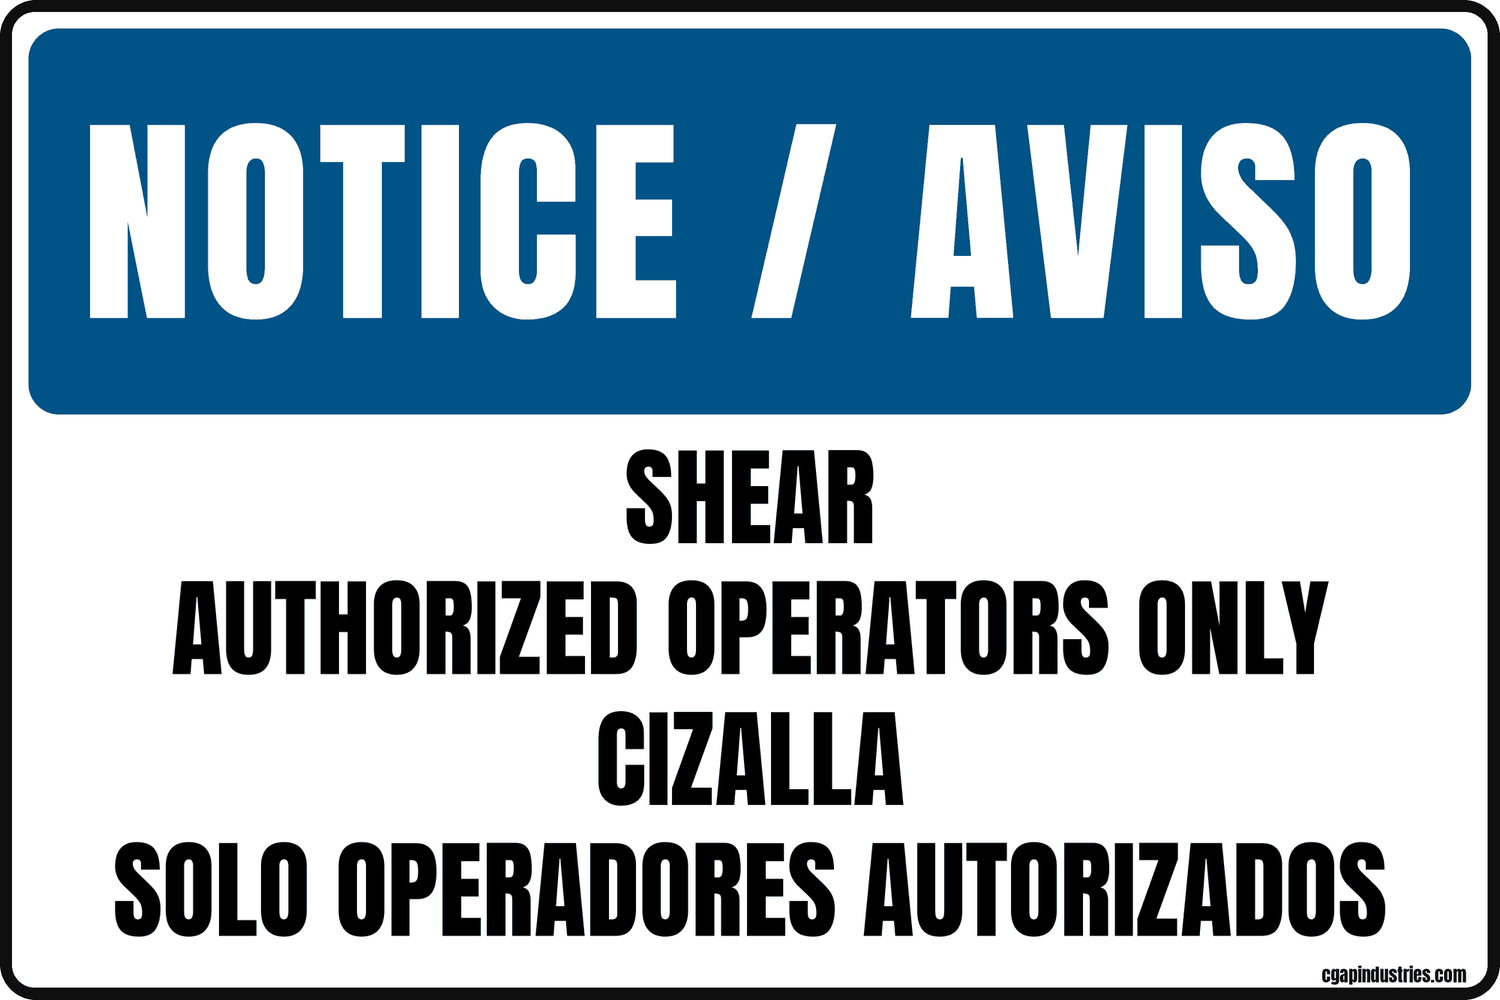 NOTICE / AVISO
SHEAR
AUTHORIZED OPERATORS ONLY
CIZALLA
SOLO OPERADORES AUTORIZADOS
cgapindustries.com